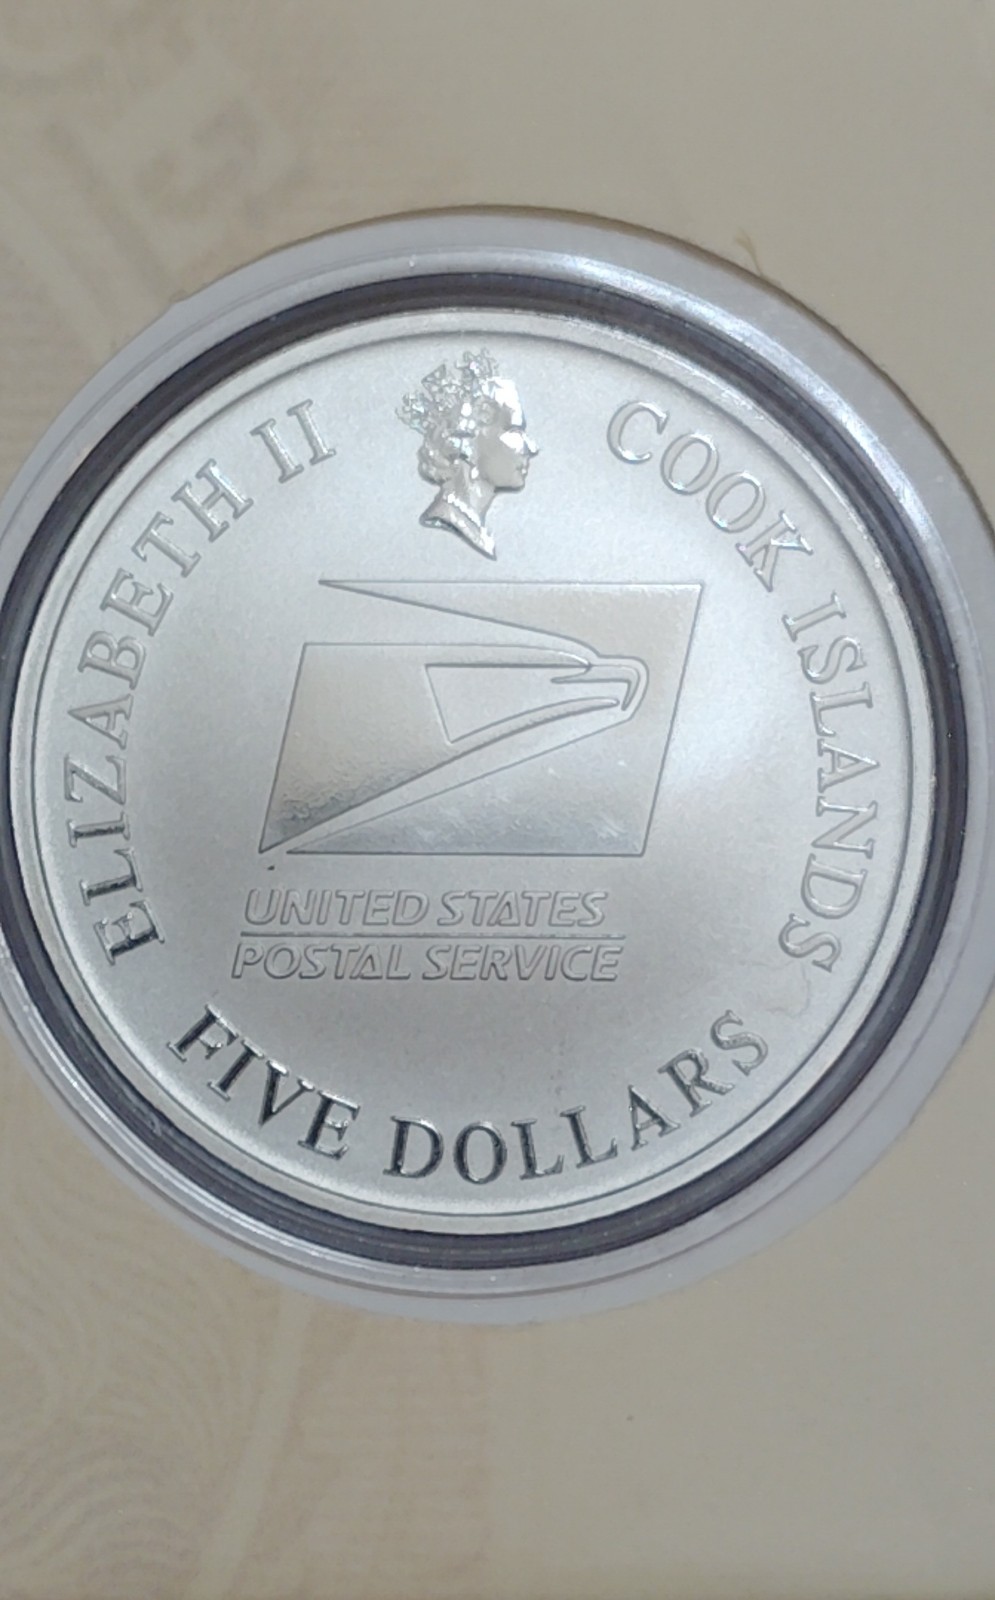 ELIZABETH II
COOK ISLANDS
UNITED STATES
POSTAL SERVICE
FIVE DOLLARS